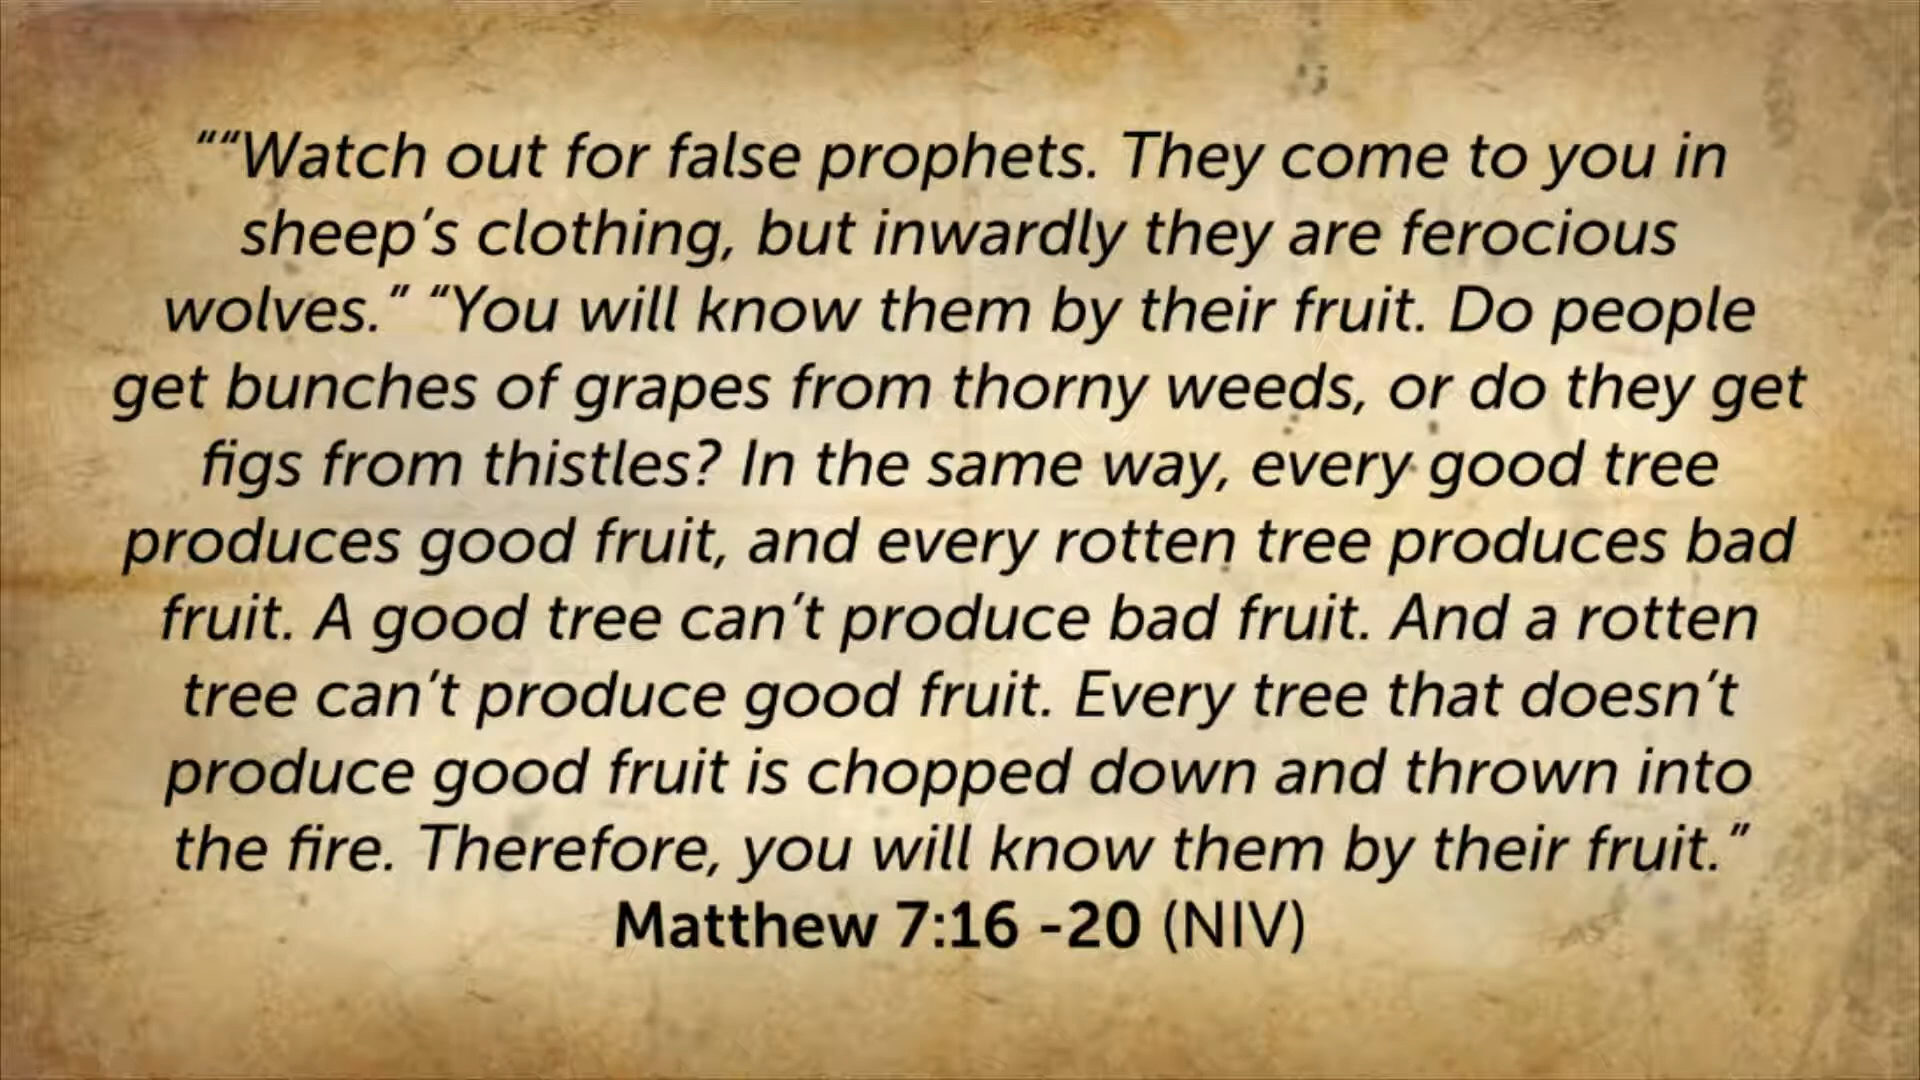 ““Watch out for false prophets. They come to you in
sheep’s clothing, but inwardly they are ferocious
wolves.” “You will know them by their fruit. Do people
get bunches of grapes from thorny weeds, or do they get
figs from thistles? In the same way, every good tree
produces good fruit, and every rotten tree produces bad
fruit. A good tree can’t produce bad fruit. And a rotten
tree can’t produce good fruit. Every tree that doesn’t
produce good fruit is chopped down and thrown into
the fire. Therefore, you will know them by their fruit.”
Matthew 7:16 -20 (NIV)